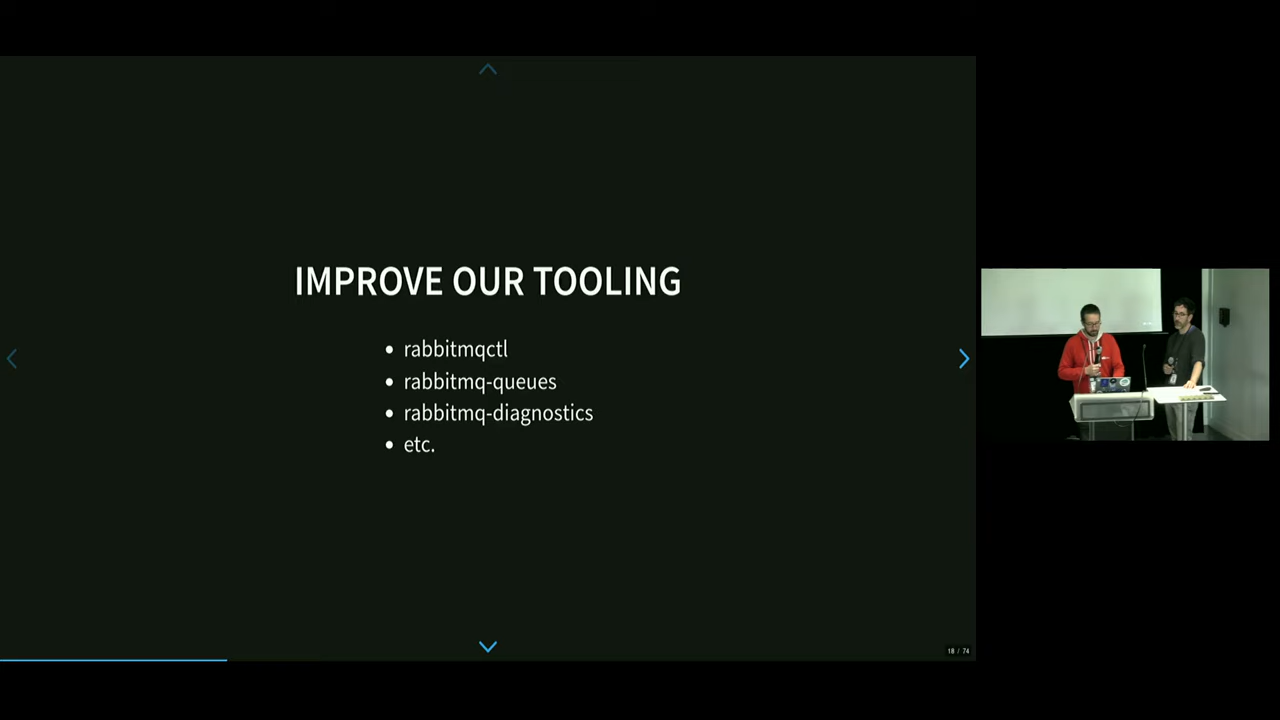 IMPROVE OUR TOOLING
rabbitmqctl
rabbitmq-queues
rabbitmq-diagnostics
etc.
18 / 74